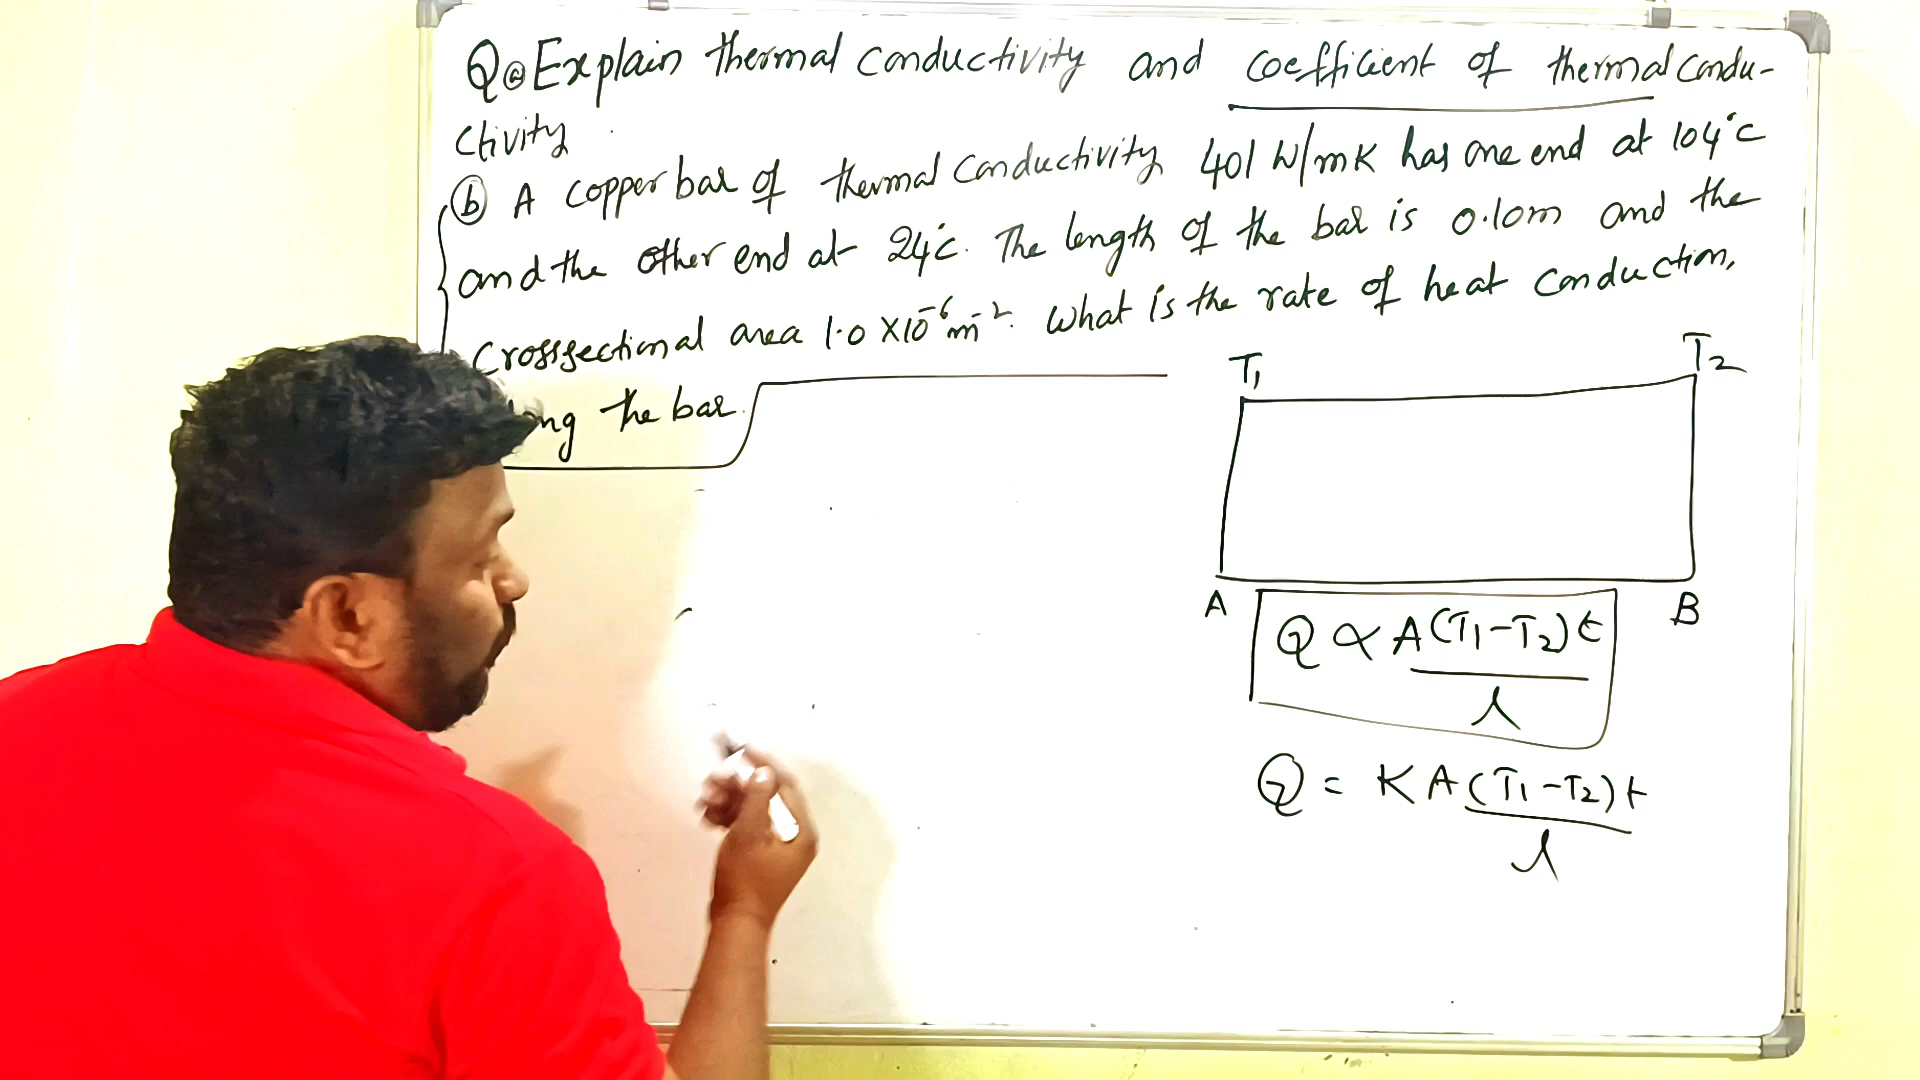 Q ⓐ Explain thermal conductivity and coefficient of thermal condu-
ctivity
ⓑ A copper bar of thermal conductivity 401 W/mK has one end at 104°C
and the other end at 24°C. The length of the bar is 0.10m and the
Crosssectional area 1.0 X10⁻⁶ m⁻². What is the rate of heat conduction,
the bar.
T₁ T₂
A B
Q ∝ A(T₁-T₂)t
l
Q = KA(T₁-T₂)t
l